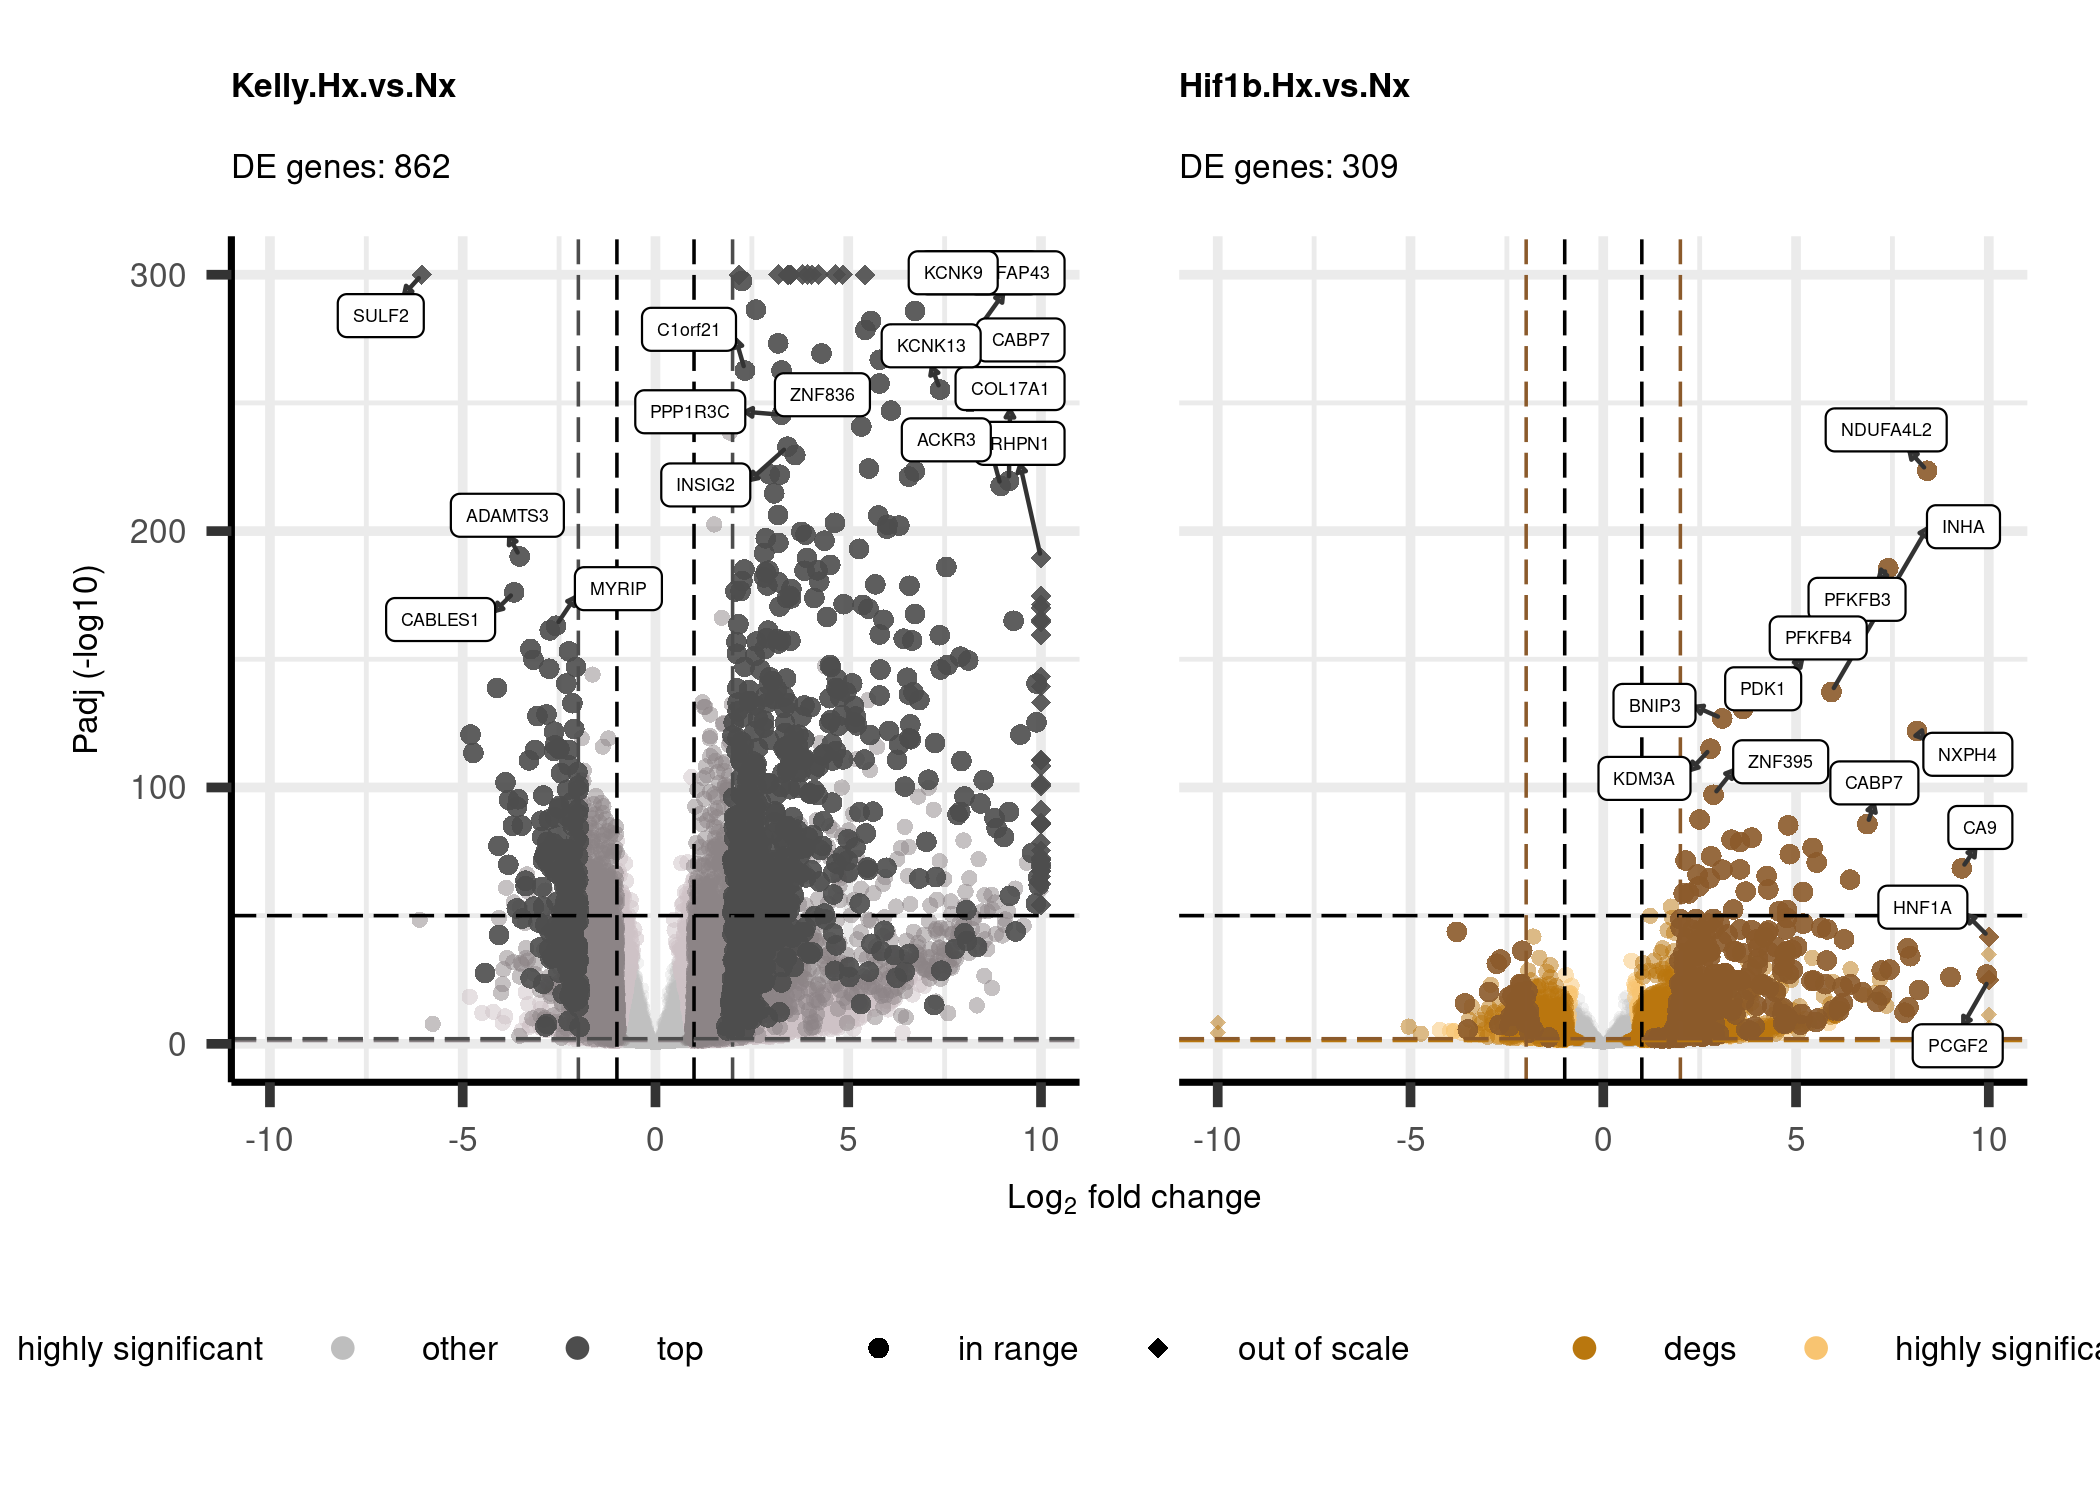 Kelly.Hx.vs.Nx
DE genes: 862
Hif1b.Hx.vs.Nx
DE genes: 309
Padj (-log10)
300
200
100
0
SULF2
C1orf21
PPP1R3C
ZNF836
INSIG2
ADAMTS3
CABLES1
MYRIP
KCNK9
FAP43
CABP7
KCNK13
COL17A1
ACKR3
RHPN1
-10
-5
0
5
10
NDUFA4L2
INHA
PFKFB3
PFKFB4
PDK1
BNIP3
NXPH4
ZNF395
KDM3A
CABP7
CA9
HNF1A
PCGF2
-10
-5
0
5
10
Log2 fold change
highly significant other top in range out of scale degs highly